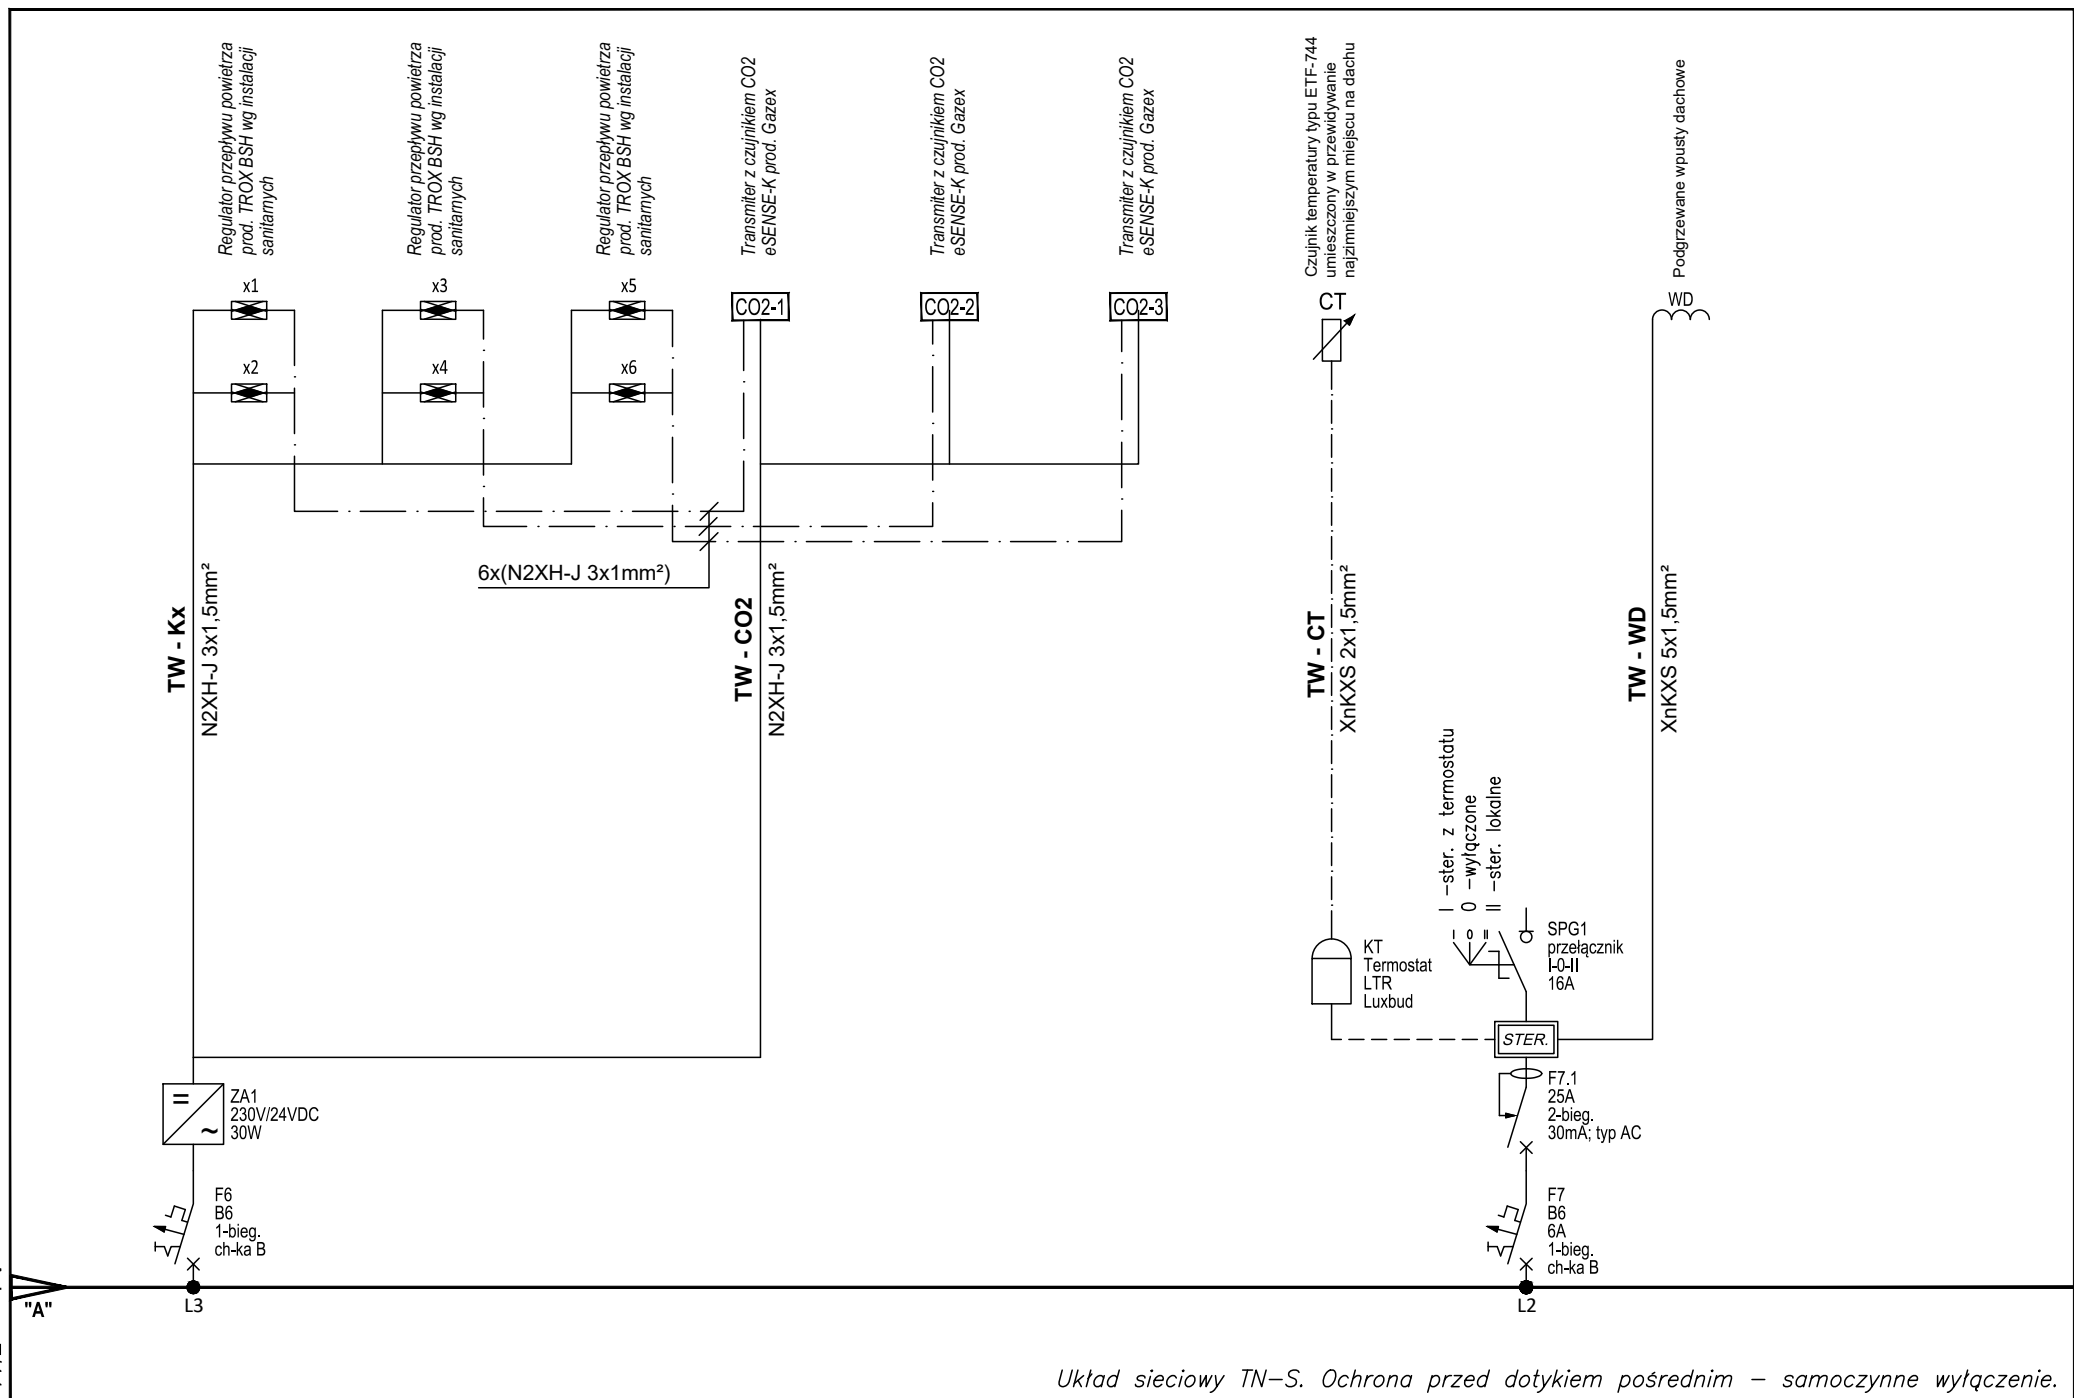 Regulator przepływu powietrza
prod. TROX BSH wg instalacji
sanitarnych
Regulator przepływu powietrza
prod. TROX BSH wg instalacji
sanitarnych
Regulator przepływu powietrza
prod. TROX BSH wg instalacji
sanitarnych
Transmiter z czujnikiem CO2
eSENSE-K prod. Gazex
Transmiter z czujnikiem CO2
eSENSE-K prod. Gazex
Transmiter z czujnikiem CO2
eSENSE-K prod. Gazex
Czujnik temperatury typu ETF-744
umieszczony w przewidywanie
najzimniejszym miejscu na dachu
Podgrzewane wpusty dachowe
x1
x3
x5
CO2-1
CO2-2
CO2-3
CT
WD
x2
x4
x6
6x(N2XH-J 3x1mm²)
TW - Kx
N2XH-J 3x1,5mm²
TW - CO2
N2XH-J 3x1,5mm²
TW - CT
XnKXS 2x1,5mm²
TW - WD
XnKXS 5x1,5mm²
I -ster. z termostatu
0 -wyłączone
II -ster. lokalne
I 0 II
SPG1
przełącznik
I-0-II
16A
KT
Termostat
LTR
Luxbud
STER.
ZA1
230V/24VDC
30W
= ~
F7.1
25A
2-bieg.
30mA; typ AC
F6
B6
1-bieg.
ch-ka B
F7
B6
6A
1-bieg.
ch-ka B
"A"
L3
L2
Układ sieciowy TN-S. Ochrona przed dotykiem pośrednim - samoczynne wyłączenie.